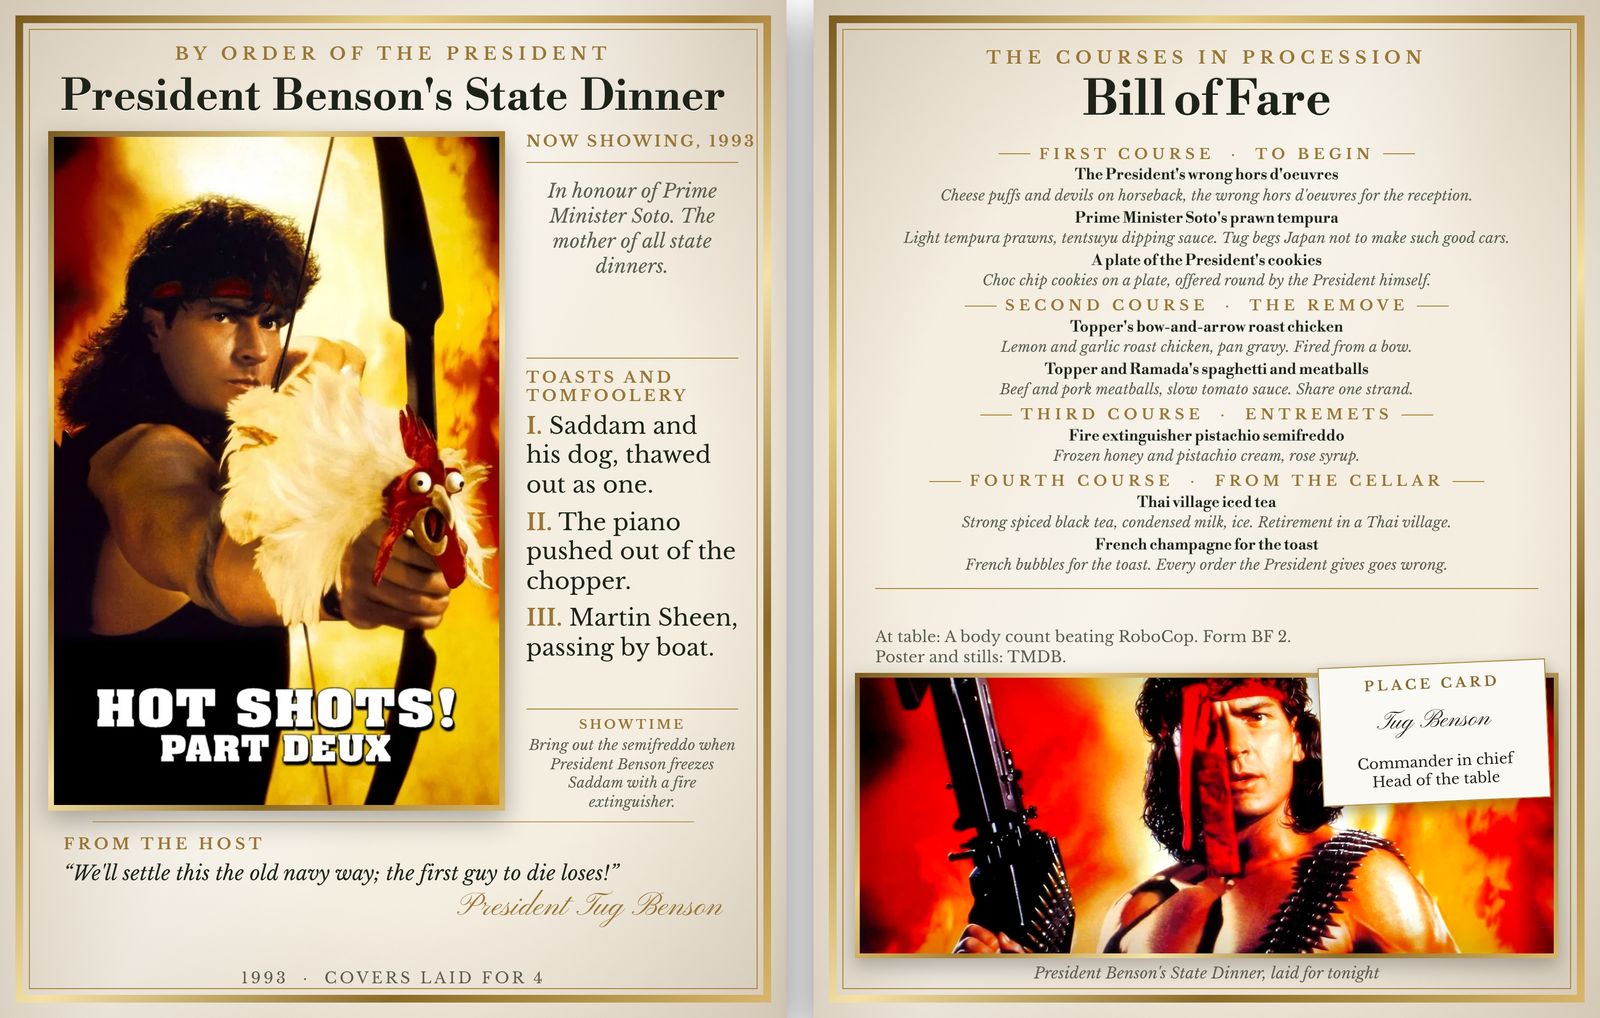 BY ORDER OF THE PRESIDENT
President Benson's State Dinner
NOW SHOWING, 1993
In honour of Prime
Minister Soto. The
mother of all state
dinners.
TOASTS AND
TOMFOOLERY
I. Saddam and
his dog, thawed
out as one.
II. The piano
pushed out of the
chopper.
III. Martin Sheen,
passing by boat.
HOT SHOTS!
PART DEUX
SHOWTIME
Bring out the semifreddo when
President Benson freezes
Saddam with a fire
extinguisher.
FROM THE HOST
“We'll settle this the old navy way; the first guy to die loses!”
President Tug Benson
1993 · COVERS LAID FOR 4
THE COURSES IN PROCESSION
Bill of Fare
FIRST COURSE · TO BEGIN
The President's wrong hors d'oeuvres
Cheese puffs and devils on horseback, the wrong hors d'oeuvres for the reception.
Prime Minister Soto's prawn tempura
Light tempura prawns, tentsuyu dipping sauce. Tug begs Japan not to make such good cars.
A plate of the President's cookies
Choc chip cookies on a plate, offered round by the President himself.
SECOND COURSE · THE REMOVE
Topper's bow-and-arrow roast chicken
Lemon and garlic roast chicken, pan gravy. Fired from a bow.
Topper and Ramada's spaghetti and meatballs
Beef and pork meatballs, slow tomato sauce. Share one strand.
THIRD COURSE · ENTREMETS
Fire extinguisher pistachio semifreddo
Frozen honey and pistachio cream, rose syrup.
FOURTH COURSE · FROM THE CELLAR
Thai village iced tea
Strong spiced black tea, condensed milk, ice. Retirement in a Thai village.
French champagne for the toast
French bubbles for the toast. Every order the President gives goes wrong.
At table: A body count beating RoboCop. Form BF 2.
Poster and stills: TMDB.
PLACE CARD
Tug Benson
Commander in chief
Head of the table
President Benson's State Dinner, laid for tonight